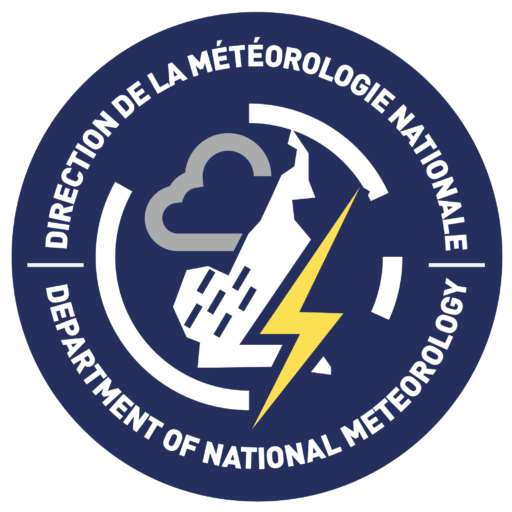 DIRECTION DE LA MÉTÉOROLOGIE NATIONALE
DEPARTMENT OF NATIONAL METEOROLOGY